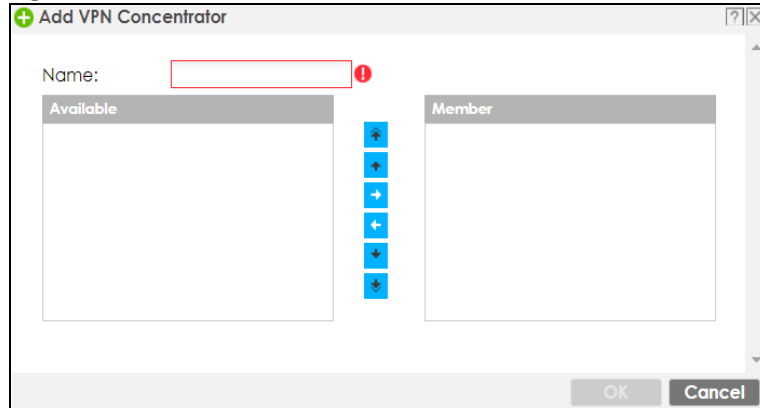 Add VPN Concentrator
?
X
Name:
!
Available
Member
OK
Cancel